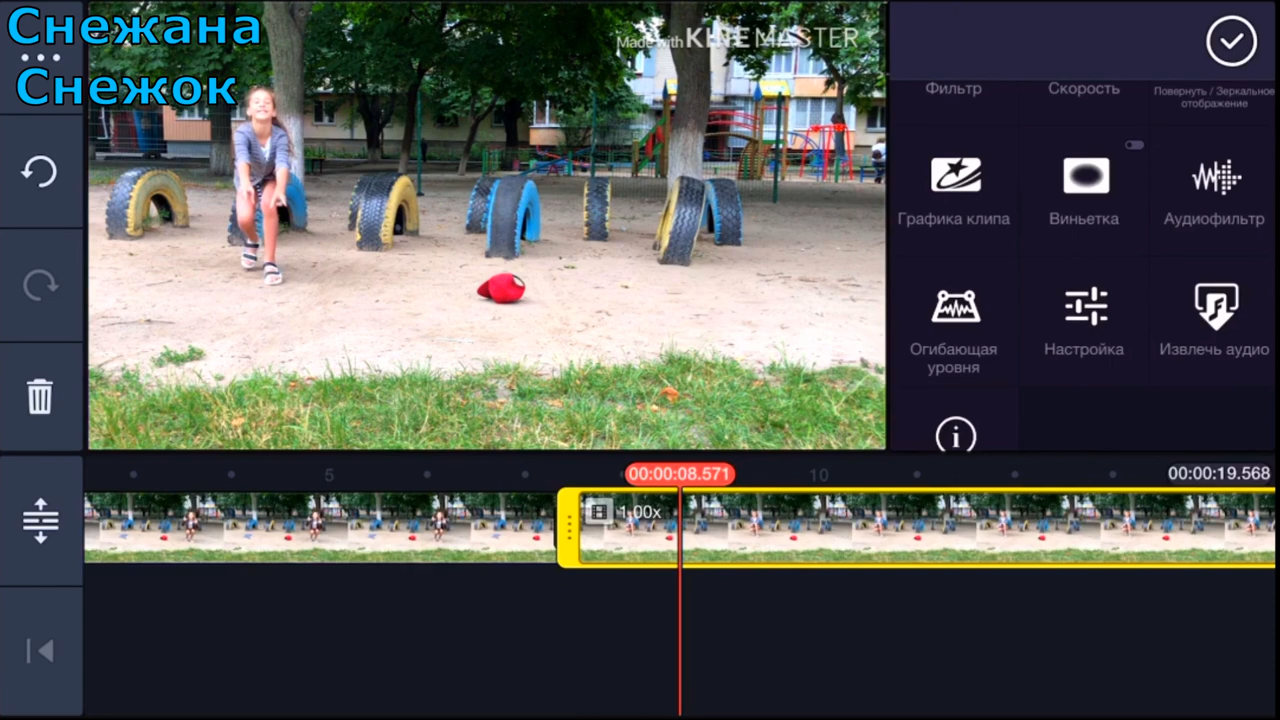 Снежана
Снежок
Made with KINEMASTER
Фильтр
Скорость
Повернуть / Зеркальное
отображение
Графика клипа
Виньетка
Аудиофильтр
Огибающая
уровня
Настройка
Извлечь аудио
5
00:00:08.571
10
00:00:19.568
1.00x